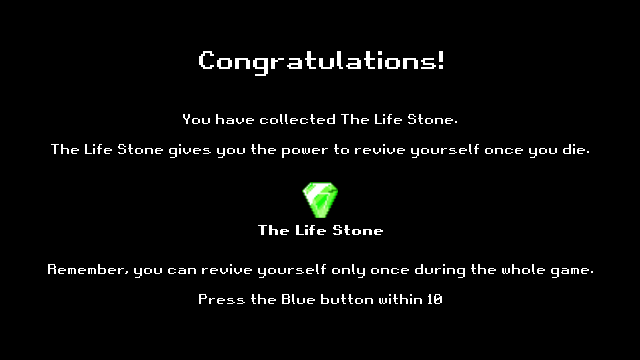 Congratulations!
You have collected The Life Stone.
The Life Stone gives you the power to revive yourself once you die.
The Life Stone
Remember, you can revive yourself only once during the whole game.
Press the Blue button within 10